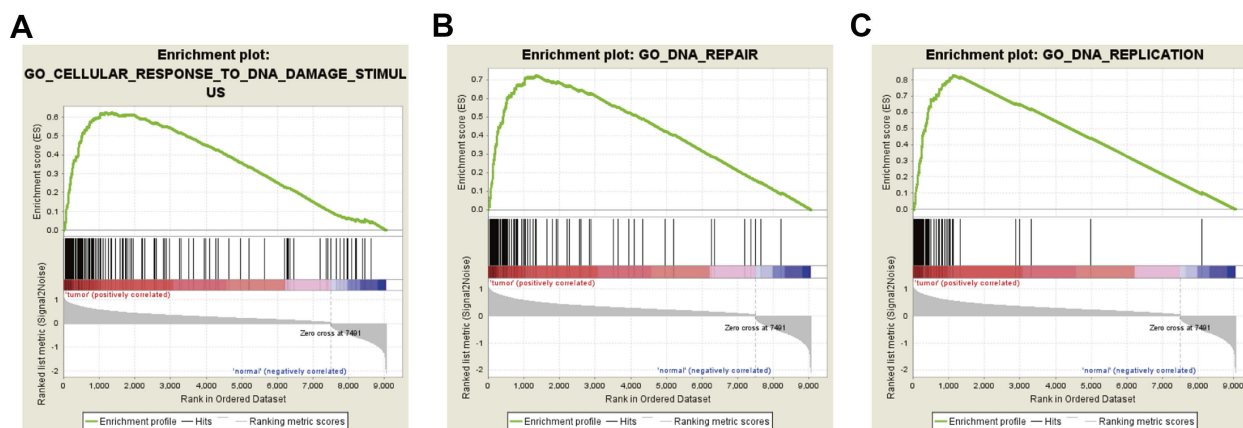 A
Enrichment plot:
GO_CELLULAR_RESPONSE_TO_DNA_DAMAGE_STIMUL
US
Enrichment score (ES)
0.6
0.5
0.4
0.3
0.2
0.1
0.0
'tumor' (positively correlated)
Ranked list metric (Signal2Noise)
1
0
-1
-2
Zero cross at 7491
'normal' (negatively correlated)
0 1,000 2,000 3,000 4,000 5,000 6,000 7,000 8,000 9,000
Rank in Ordered Dataset
Enrichment profile Hits Ranking metric scores
B
Enrichment plot: GO_DNA_REPAIR
Enrichment score (ES)
0.7
0.6
0.5
0.4
0.3
0.2
0.1
0.0
'tumor' (positively correlated)
Ranked list metric (Signal2Noise)
1
0
-1
-2
Zero cross at 7491
'normal' (negatively correlated)
0 1,000 2,000 3,000 4,000 5,000 6,000 7,000 8,000 9,000
Rank in Ordered Dataset
Enrichment profile Hits Ranking metric scores
C
Enrichment plot: GO_DNA_REPLICATION
Enrichment score (ES)
0.8
0.7
0.6
0.5
0.4
0.3
0.2
0.1
0.0
'tumor' (positively correlated)
Ranked list metric (Signal2Noise)
1
0
-1
-2
Zero cross at 7491
'normal' (negatively correlated)
0 1,000 2,000 3,000 4,000 5,000 6,000 7,000 8,000 9,000
Rank in Ordered Dataset
Enrichment profile Hits Ranking metric scores